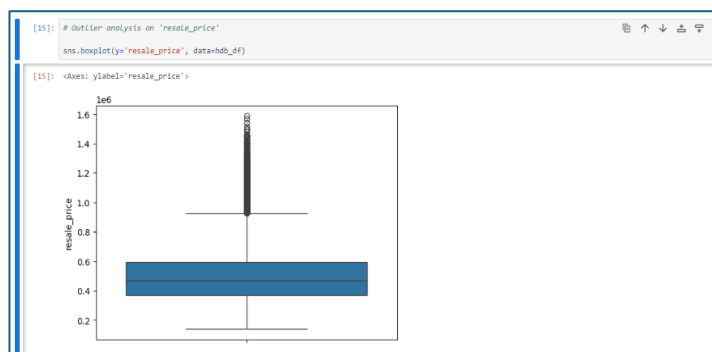 [15]: # Outlier analysis on 'resale_price'
sns.boxplot(y='resale_price', data=hdb_df)
[15]: <Axes: ylabel='resale_price'>
1e6
1.6
1.4
1.2
1.0
0.8
0.6
0.4
0.2
resale_price